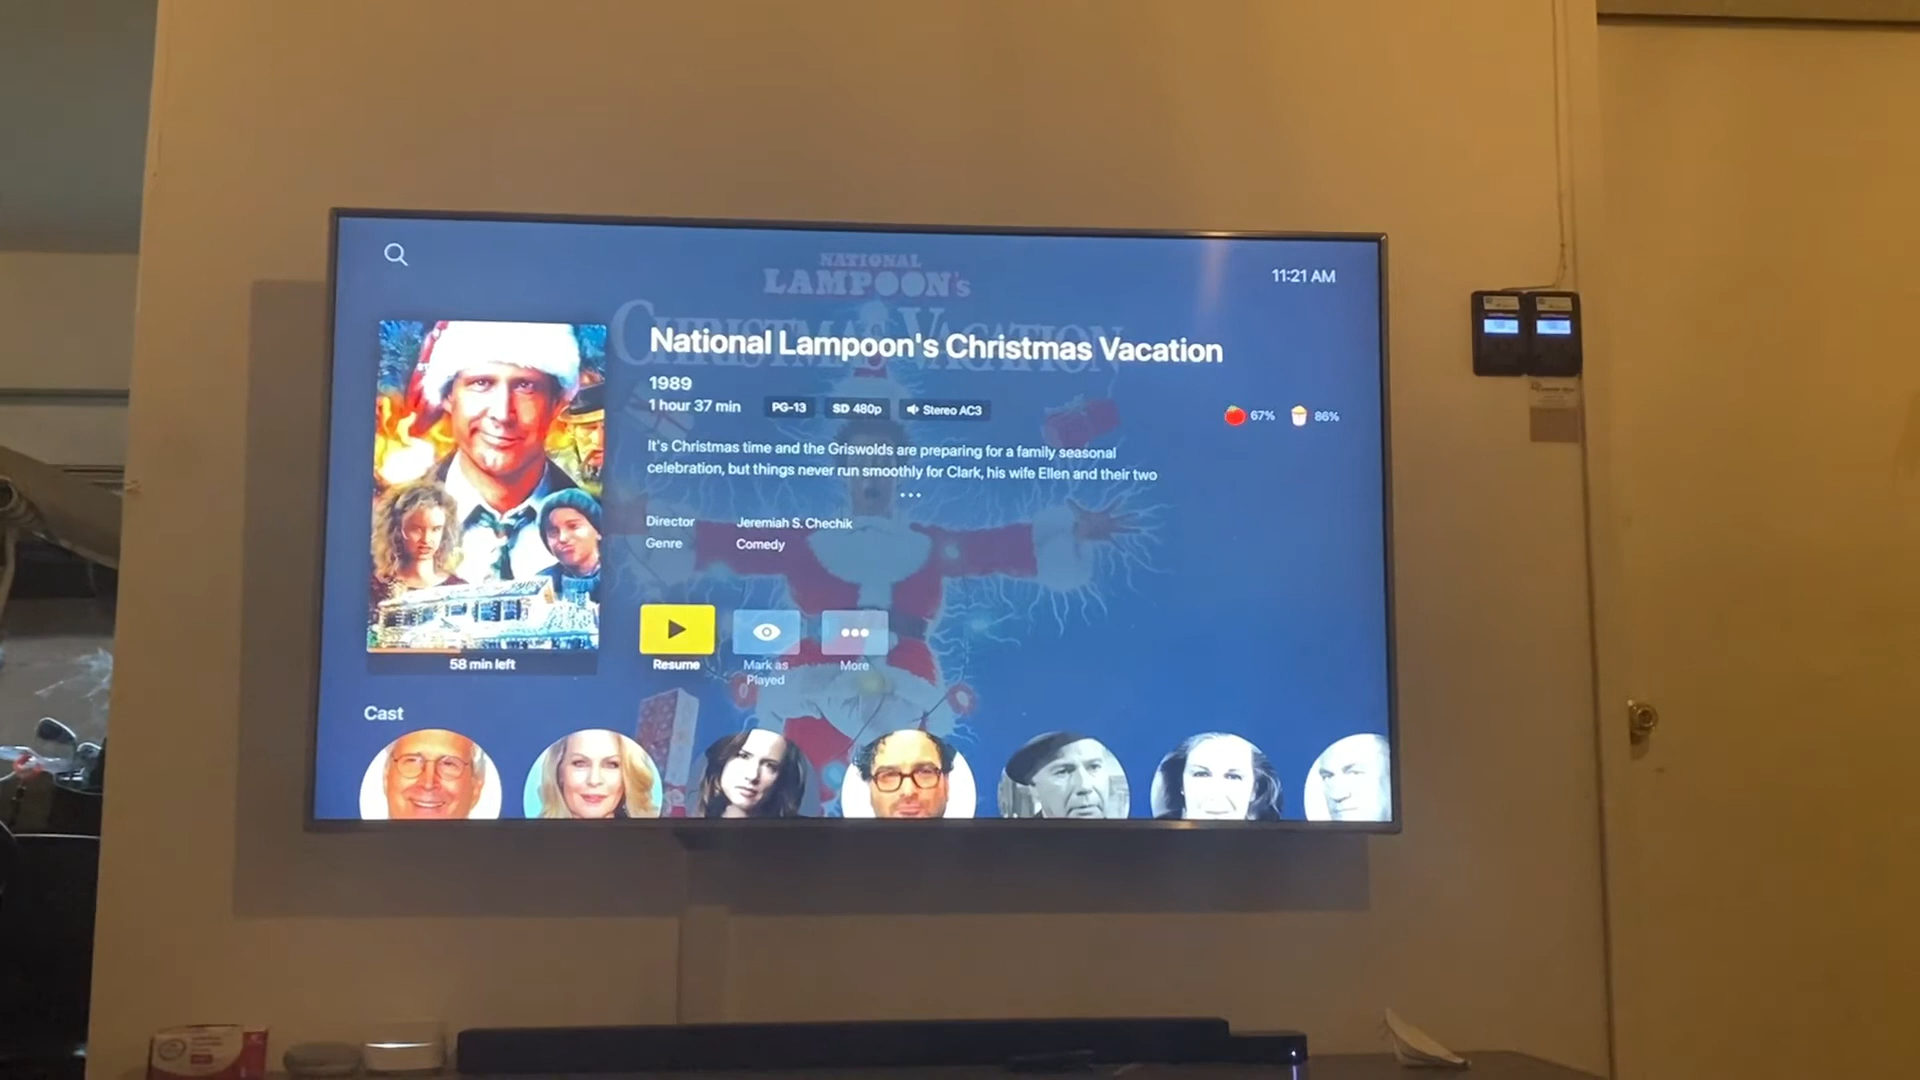 NATIONAL
LAMPOON's
11:21 AM
CHRISTMAS VACATION
National Lampoon's Christmas Vacation
1989
1 hour 37 min
PG-13
SD 480p
Stereo AC3
67%
86%
It's Christmas time and the Griswolds are preparing for a family seasonal
celebration, but things never run smoothly for Clark, his wife Ellen and their two
...
Director
Jeremiah S. Chechik
Genre
Comedy
58 min left
Resume
Mark as
Played
More
Cast